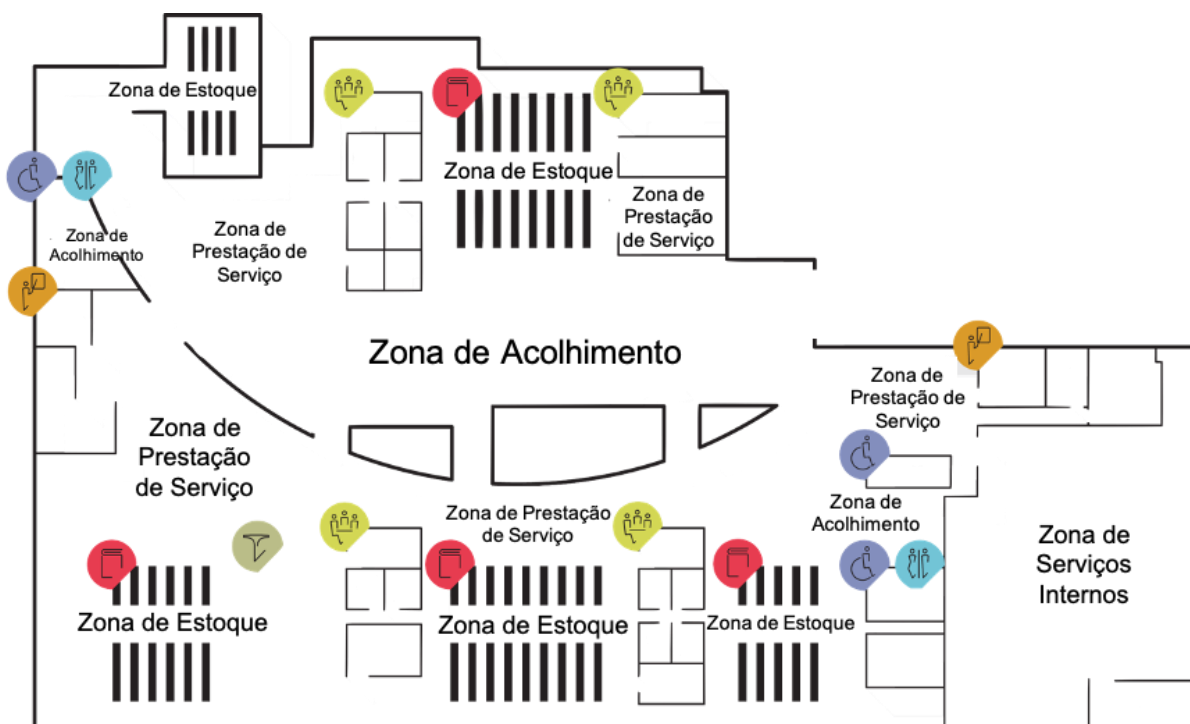 Zona de Estoque
Zona de Estoque
Zona de
Prestação
de Serviço
Zona de
Prestação de
Serviço
Zona de
Acolhimento
Zona de Acolhimento
Zona de
Prestação de
Serviço
Zona de
Prestação
de Serviço
Zona de
Acolhimento
Zona de Prestação
de Serviço
Zona de
Serviços
Internos
Zona de Estoque
Zona de Estoque
Zona de Estoque